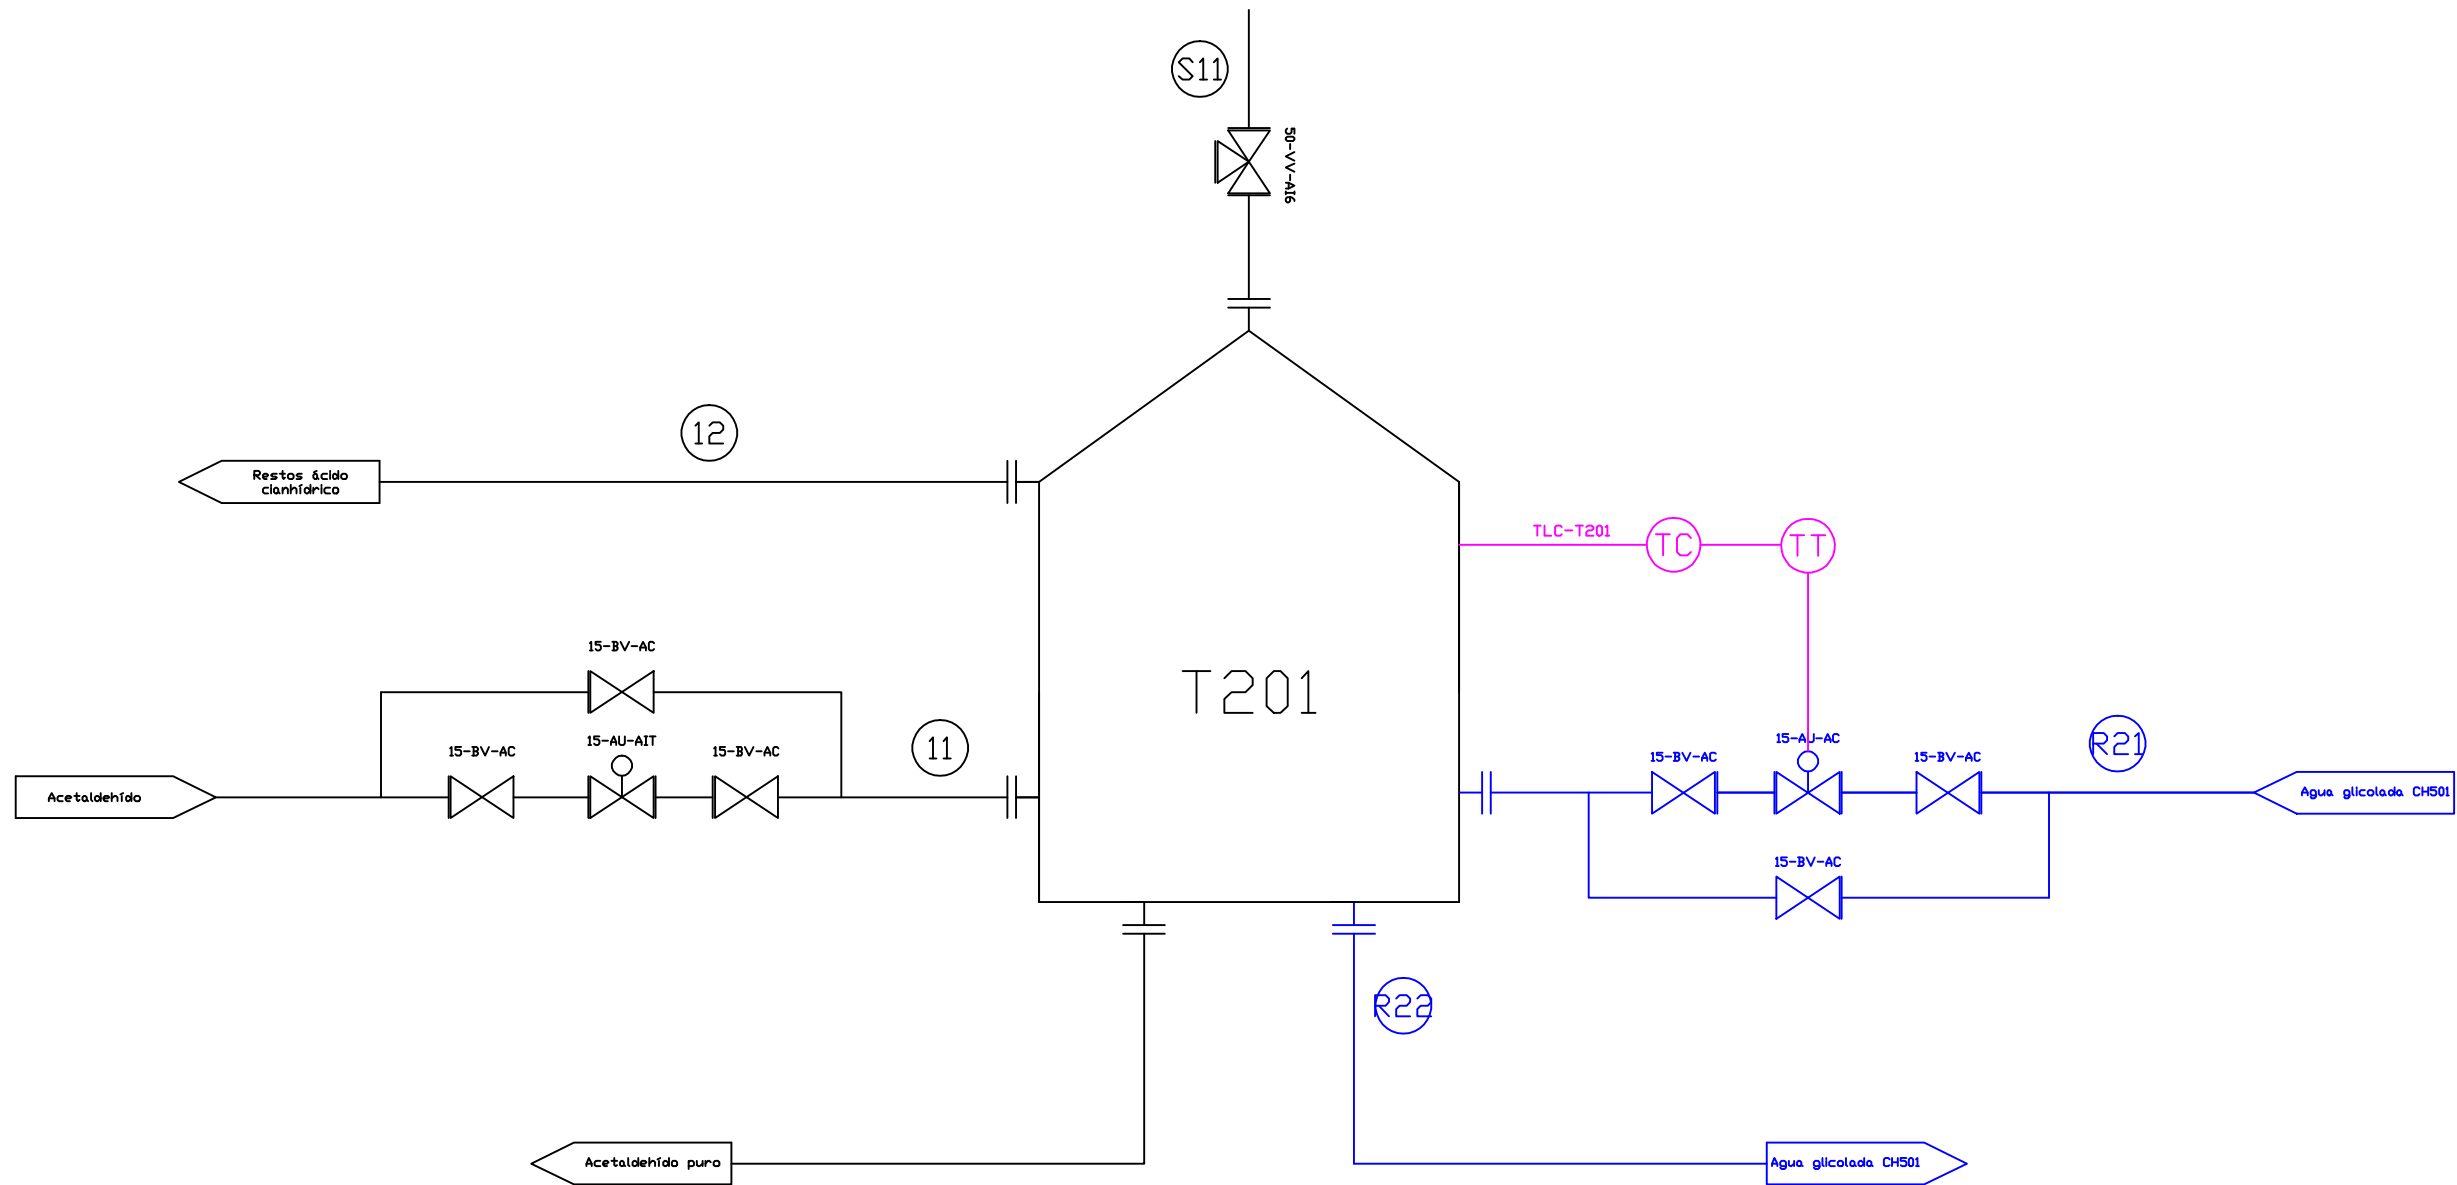 S11
50-VV-AI6
12
Restos ácido
cianhídrico
TLC-T201
TC
TT
15-BV-AC
T201
15-BV-AC
15-AU-AIT
15-BV-AC
11
Acetaldehído
15-BV-AC
15-AU-AC
15-BV-AC
R21
Agua glicolada CH501
15-BV-AC
R22
Acetaldehído puro
Agua glicolada CH501